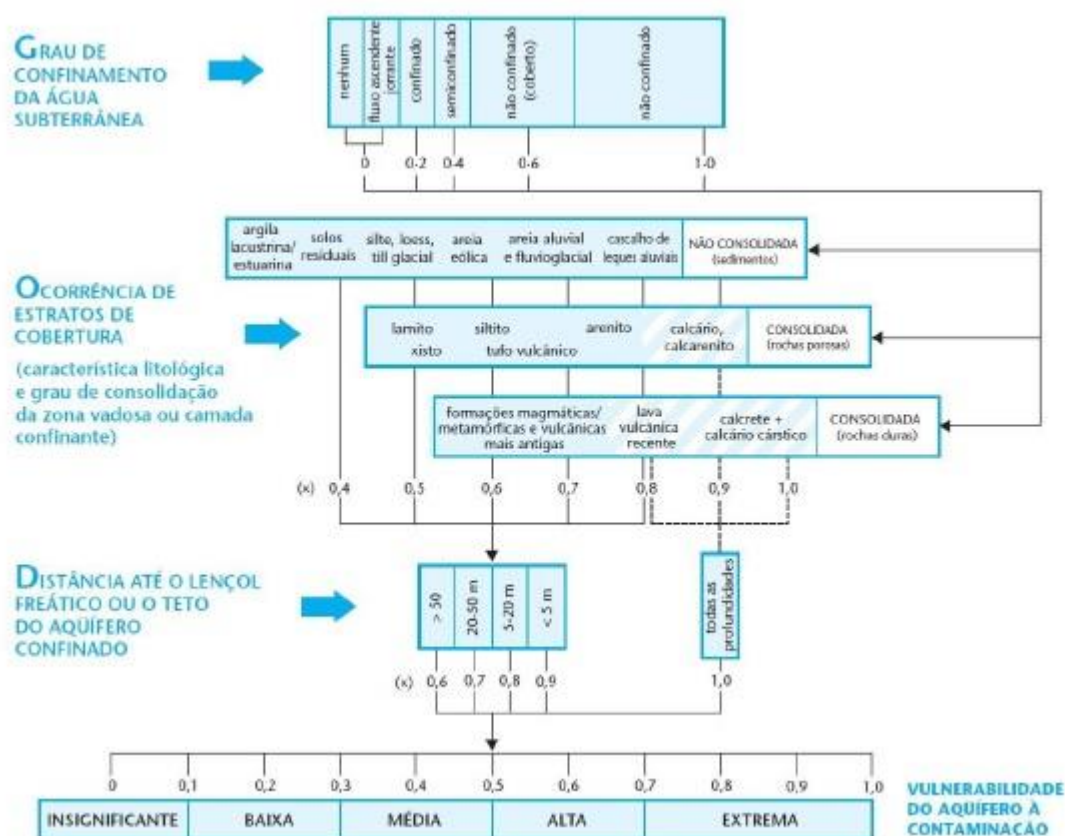 GRAU DE
CONFINAMENTO
DA ÁGUA
SUBTERRÂNEA
nenhum
fluxo ascendente
jorrante
confinado
semiconfinado
não confinado
(coberto)
não confinado
0 0·2 0·4 0·6 1·0
argila
lacustrina/
estuarina
solos
residuais
silte, loess,
till glacial
areia
eólica
areia aluvial
e fluvioglacial
cascalho de
leques aluviais
NÃO CONSOLIDADA
(sedimentos)
OCORRÊNCIA DE
ESTRATOS DE
COBERTURA
(característica litológica
e grau de consolidação
da zona vadosa ou camada
confinante)
lamito
xisto
siltito
tufo vulcânico
arenito
calcário,
calcarenito
CONSOLIDADA
(rochas porosas)
formações magmáticas/
metamórficas e vulcânicas
mais antigas
lava
vulcânica
recente
calcrete +
calcário cárstico
CONSOLIDADA
(rochas duras)
(x) 0,4 0,5 0,6 0,7 0,8 0,9 1,0
DISTÂNCIA ATÉ O LENÇOL
FREÁTICO OU O TETO
DO AQÜÍFERO
CONFINADO
> 50
20-50 m
5-20 m
< 5 m
todas as
profundidades
(x) 0,6 0,7 0,8 0,9 1,0
0 0,1 0,2 0,3 0,4 0,5 0,6 0,7 0,8 0,9 1,0
INSIGNIFICANTE BAIXA MÉDIA ALTA EXTREMA
VULNERABILIDADE
DO AQÜÍFERO À
CONTAMINAÇÃO